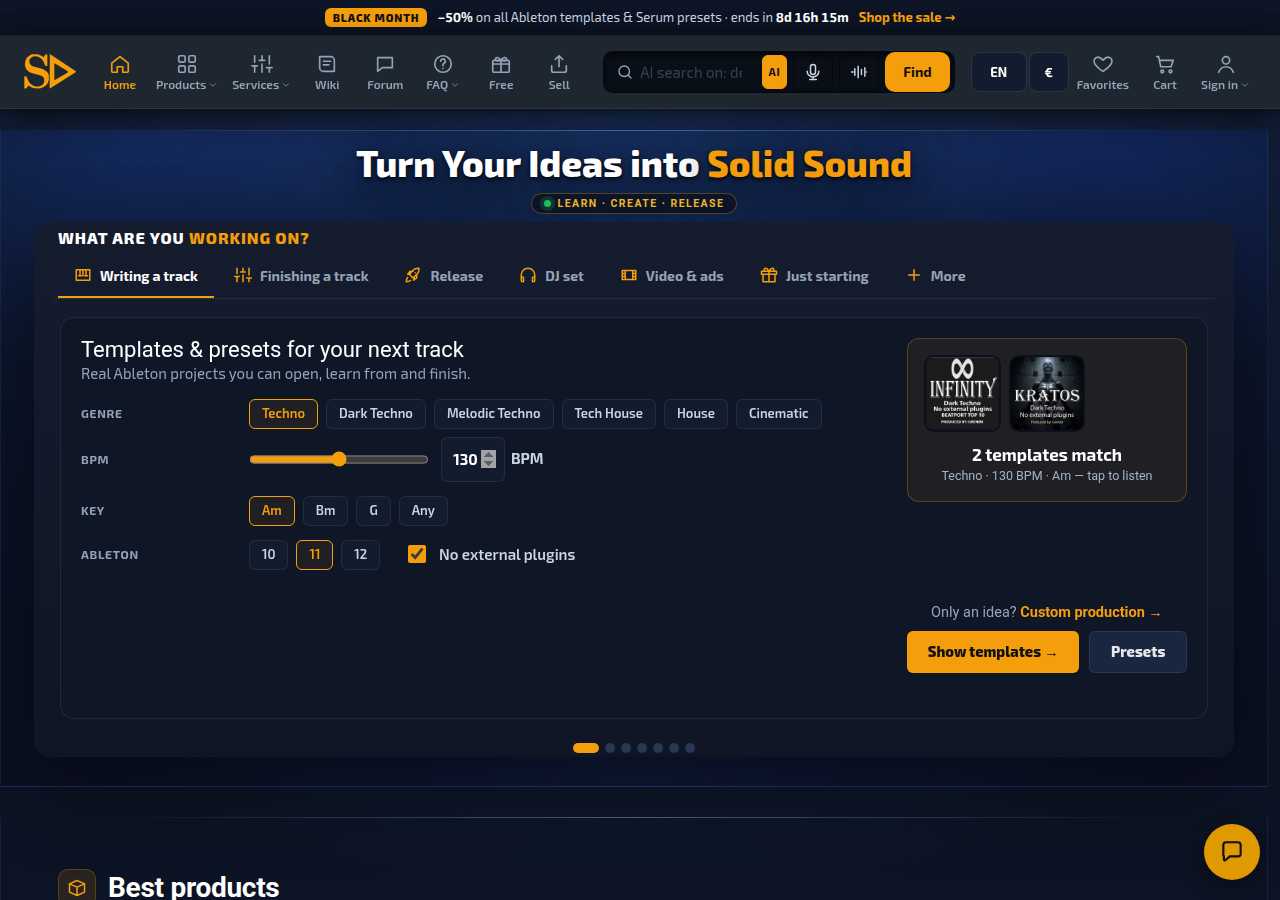 BLACK MONTH −50% on all Ableton templates & Serum presets · ends in 8d 16h 15m Shop the sale →
Home Products Services Wiki Forum FAQ Free Sell AI search on: dr AI Find EN € Favorites Cart Sign in
Turn Your Ideas into Solid Sound
LEARN · CREATE · RELEASE
WHAT ARE YOU WORKING ON?
Writing a track Finishing a track Release DJ set Video & ads Just starting More
Templates & presets for your next track
Real Ableton projects you can open, learn from and finish.
GENRE Techno Dark Techno Melodic Techno Tech House House Cinematic
BPM 130 BPM
KEY Am Bm G Any
ABLETON 10 11 12 No external plugins
INFINITY
Dark Techno
No external plugins
BEATPORT TOP 10
KRATOS
Dark Techno
No external plugins
2 templates match
Techno · 130 BPM · Am — tap to listen
Only an idea? Custom production →
Show templates → Presets
Best products